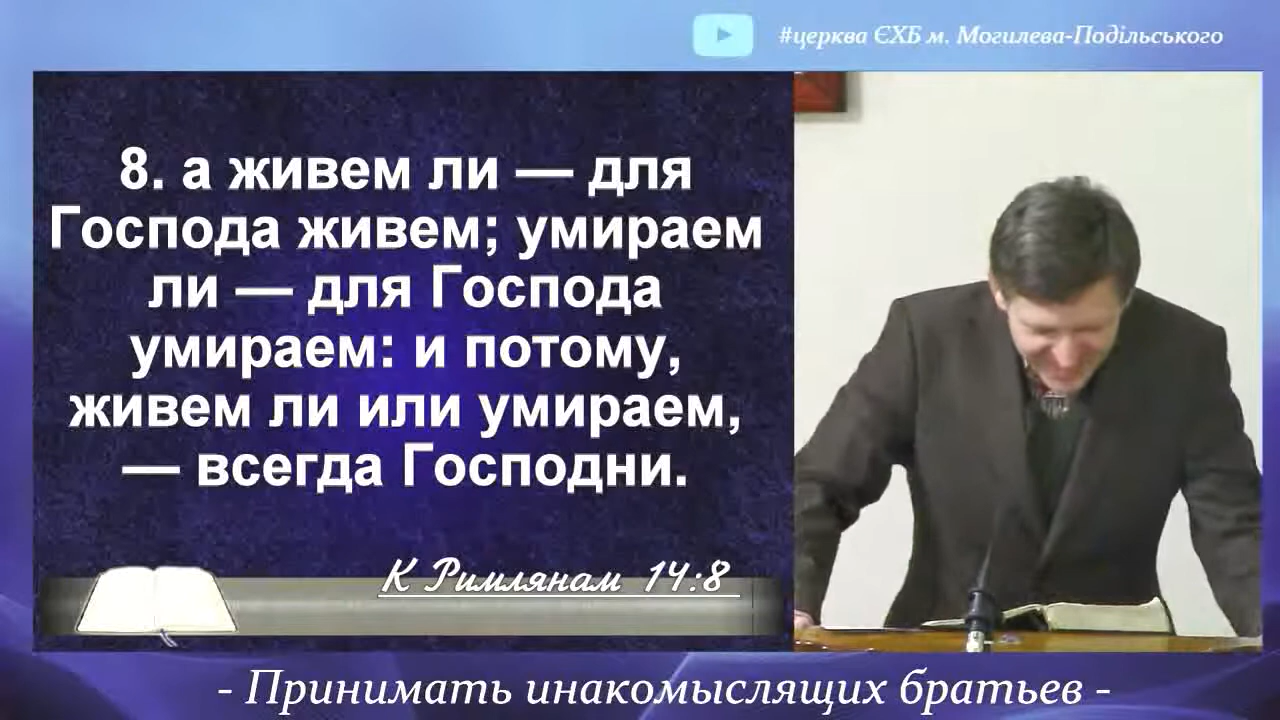 #церква ЄХБ м. Могилева-Подільського
8. а живем ли — для
Господа живем; умираем
ли — для Господа
умираем: и потому,
живем ли или умираем,
— всегда Господни.
К Римлянам 14:8
- Принимать инакомыслящих братьев -